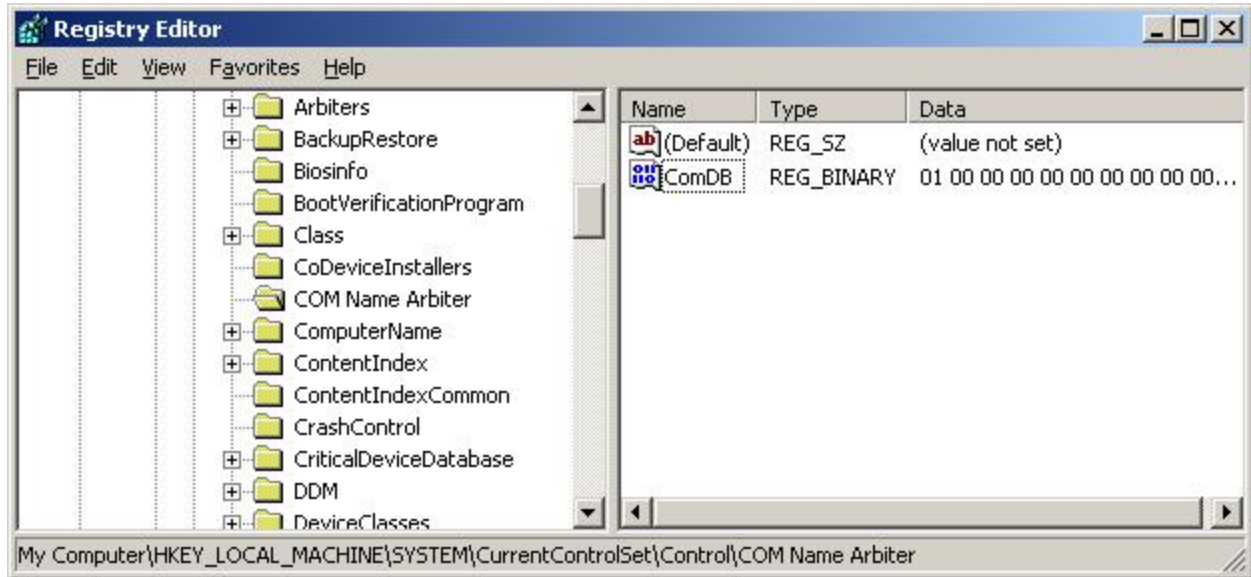 Registry Editor
File Edit View Favorites Help
Arbiters
BackupRestore
Biosinfo
BootVerificationProgram
Class
CoDeviceInstallers
COM Name Arbiter
ComputerName
ContentIndex
ContentIndexCommon
CrashControl
CriticalDeviceDatabase
DDM
DeviceClasses
Name Type Data
(Default) REG_SZ (value not set)
ComDB REG_BINARY 01 00 00 00 00 00 00 00 00 00...
My Computer\HKEY_LOCAL_MACHINE\SYSTEM\CurrentControlSet\Control\COM Name Arbiter